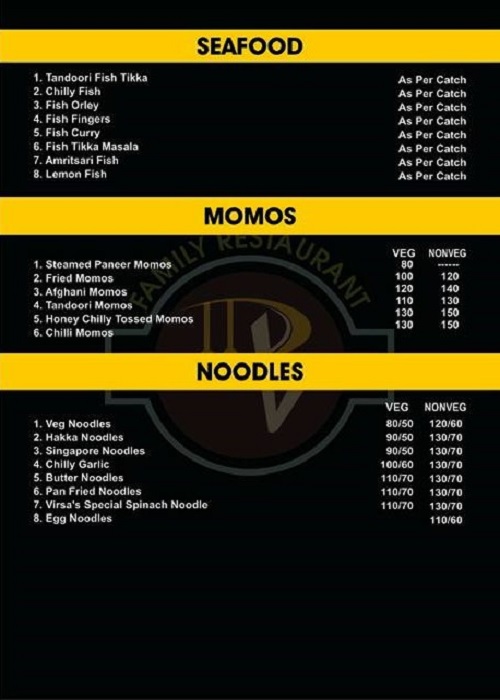 SEAFOOD
1. Tandoori Fish Tikka As Per Catch
2. Chilly Fish As Per Catch
3. Fish Orley As Per Catch
4. Fish Fingers As Per Catch
5. Fish Curry As Per Catch
6. Fish Tikka Masala As Per Catch
7. Amritsari Fish As Per Catch
8. Lemon Fish As Per Catch
MOMOS
FAMILY RESTAURANT
VEG NONVEG
1. Steamed Paneer Momos 80 ------
2. Fried Momos 100 120
3. Afghani Momos 120 140
4. Tandoori Momos 110 130
5. Honey Chilly Tossed Momos 130 150
6. Chilli Momos 130 150
NOODLES
VEG NONVEG
1. Veg Noodles 80/50 120/60
2. Hakka Noodles 90/50 130/70
3. Singapore Noodles 90/50 130/70
4. Chilly Garlic 100/60 130/70
5. Butter Noodles 110/70 130/70
6. Pan Fried Noodles 110/70 130/70
7. Virsa's Special Spinach Noodle 110/70 130/70
8. Egg Noodles 110/60